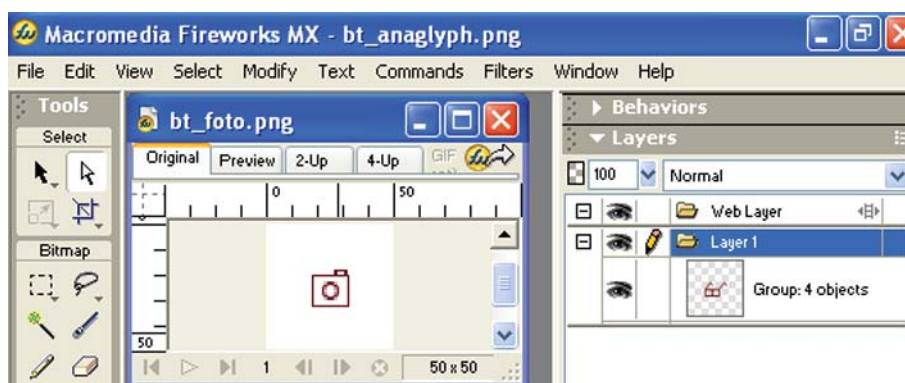 Macromedia Fireworks MX - bt_anaglyph.png
File Edit View Select Modify Text Commands Filters Window Help
Tools
Select
Bitmap
bt_foto.png
Original Preview 2-Up 4-Up GIF
0 50
50
1 50 x 50
Behaviors
Layers
100 Normal
Web Layer
Layer 1
Group: 4 objects